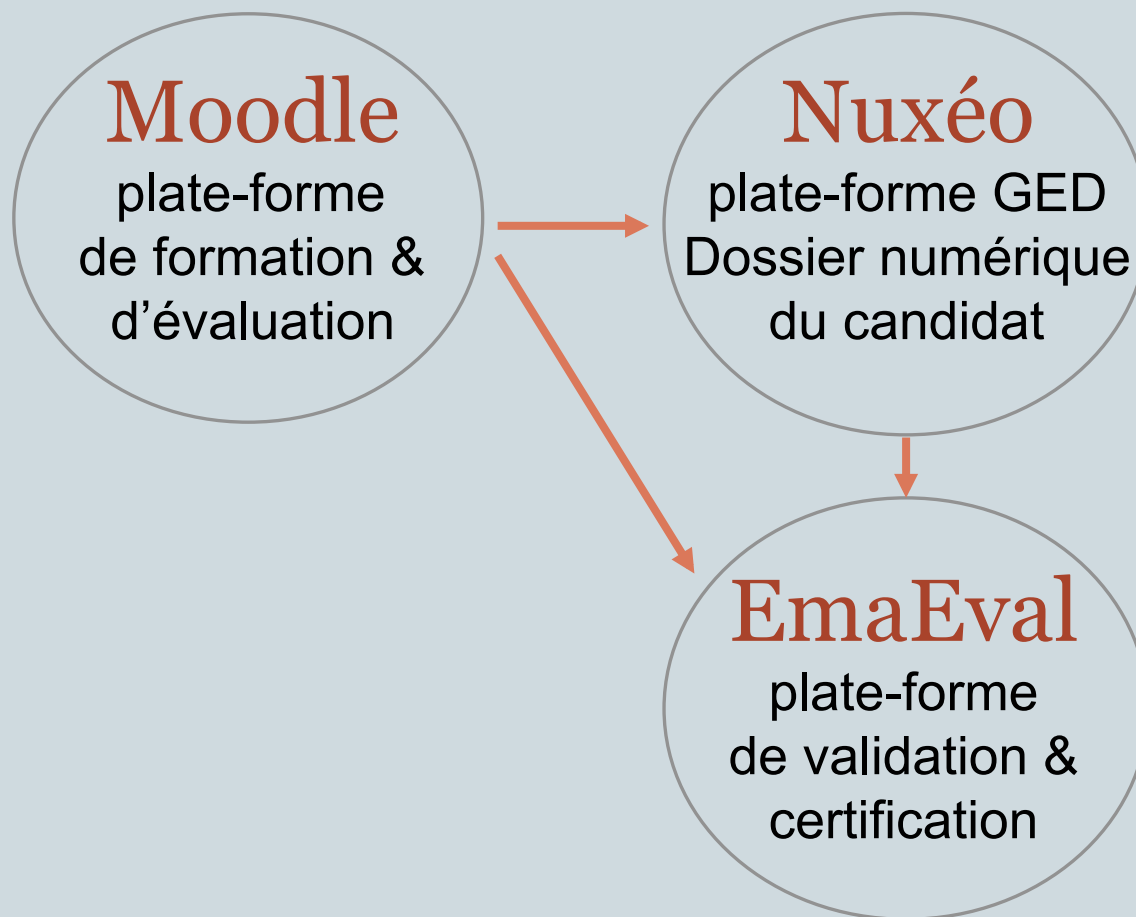 Moodle
plate-forme
de formation &
d’évaluation
Nuxéo
plate-forme GED
Dossier numérique
du candidat
EmaEval
plate-forme
de validation &
certification